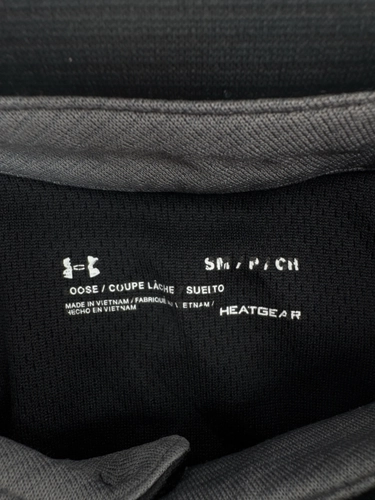 SM / P / CH
OOSE / COUPE LÂCHE / SUELTO
MADE IN VIETNAM / FABRIQUÉ AU VIETNAM /
HECHO EN VIETNAM
HEATGEAR